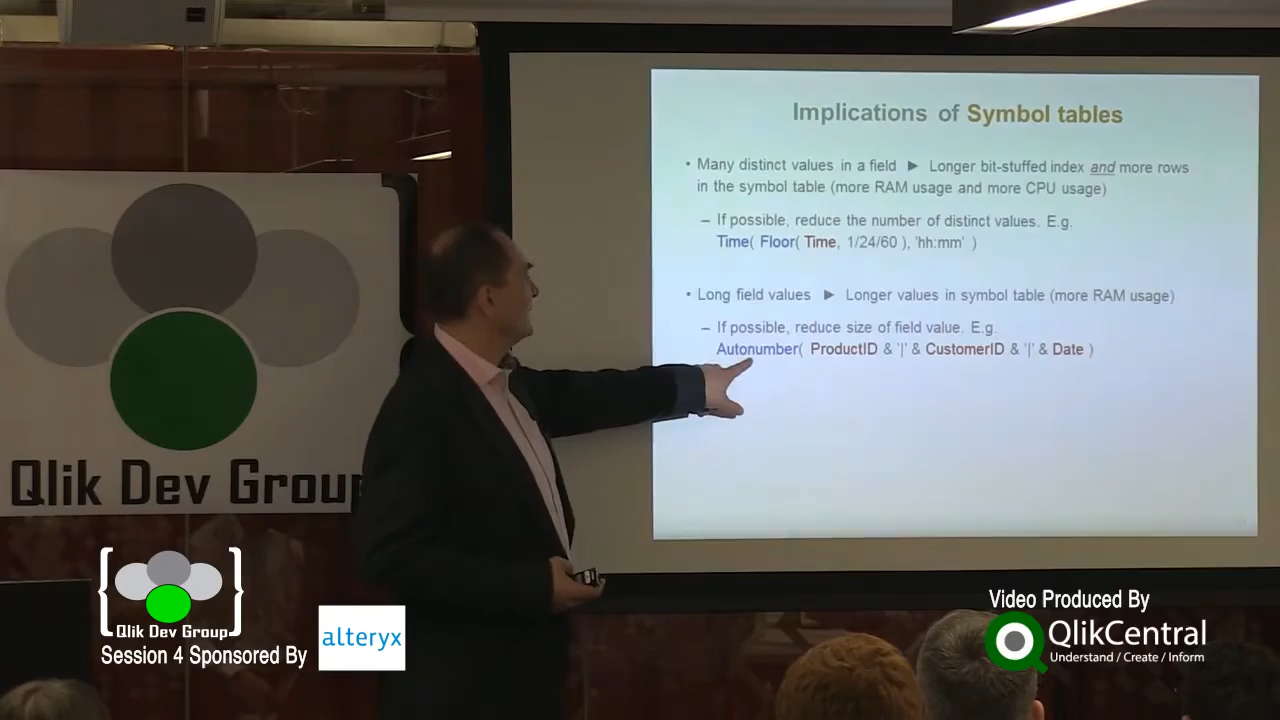 Implications of Symbol tables
• Many distinct values in a field ► Longer bit-stuffed index and more rows
in the symbol table (more RAM usage and more CPU usage)
– If possible, reduce the number of distinct values. E.g.
Time( Floor( Time, 1/24/60 ), 'hh:mm' )
• Long field values ► Longer values in symbol table (more RAM usage)
– If possible, reduce size of field value. E.g.
Autonumber( ProductID & '|' & CustomerID & '|' & Date )
Qlik Dev Group
Qlik Dev Group
Session 4 Sponsored By
alteryx
Video Produced By
QlikCentral
Understand / Create / Inform